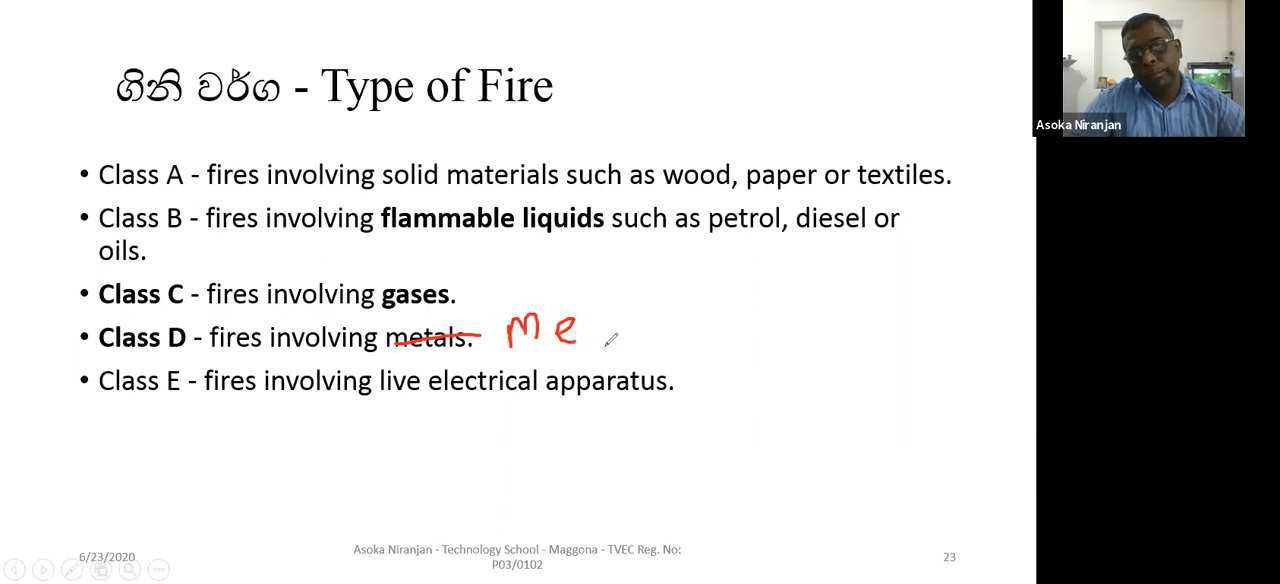 ගිනි වර්ග - Type of Fire
• Class A - fires involving solid materials such as wood, paper or textiles.
• Class B - fires involving flammable liquids such as petrol, diesel or
oils.
• Class C - fires involving gases.
• Class D - fires involving metals. me
• Class E - fires involving live electrical apparatus.
6/23/2020
Asoka Niranjan - Technology School - Maggona - TVEC Reg. No:
P03/0102
23
Asoka Niranjan